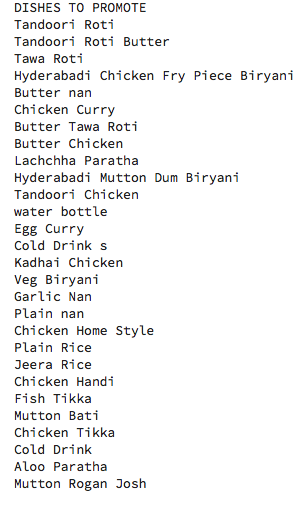 DISHES TO PROMOTE
Tandoori Roti
Tandoori Roti Butter
Tawa Roti
Hyderabadi Chicken Fry Piece Biryani
Butter nan
Chicken Curry
Butter Tawa Roti
Butter Chicken
Lachchha Paratha
Hyderabadi Mutton Dum Biryani
Tandoori Chicken
water bottle
Egg Curry
Cold Drink s
Kadhai Chicken
Veg Biryani
Garlic Nan
Plain nan
Chicken Home Style
Plain Rice
Jeera Rice
Chicken Handi
Fish Tikka
Mutton Bati
Chicken Tikka
Cold Drink
Aloo Paratha
Mutton Rogan Josh